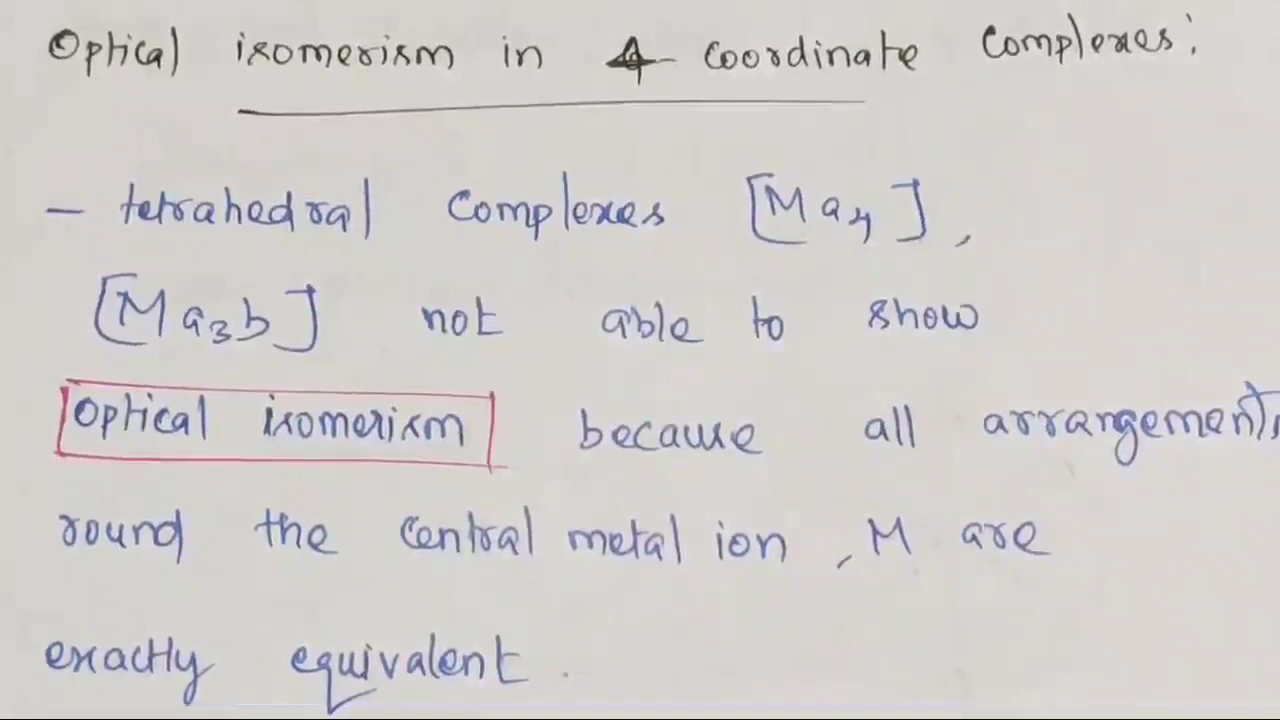 Optical isomerism in 4 coordinate complexes:
- tetrahedral complexes [Ma4],
[Ma3b] not able to show
optical isomerism because all arrangements
round the central metal ion, M are
exactly equivalent.